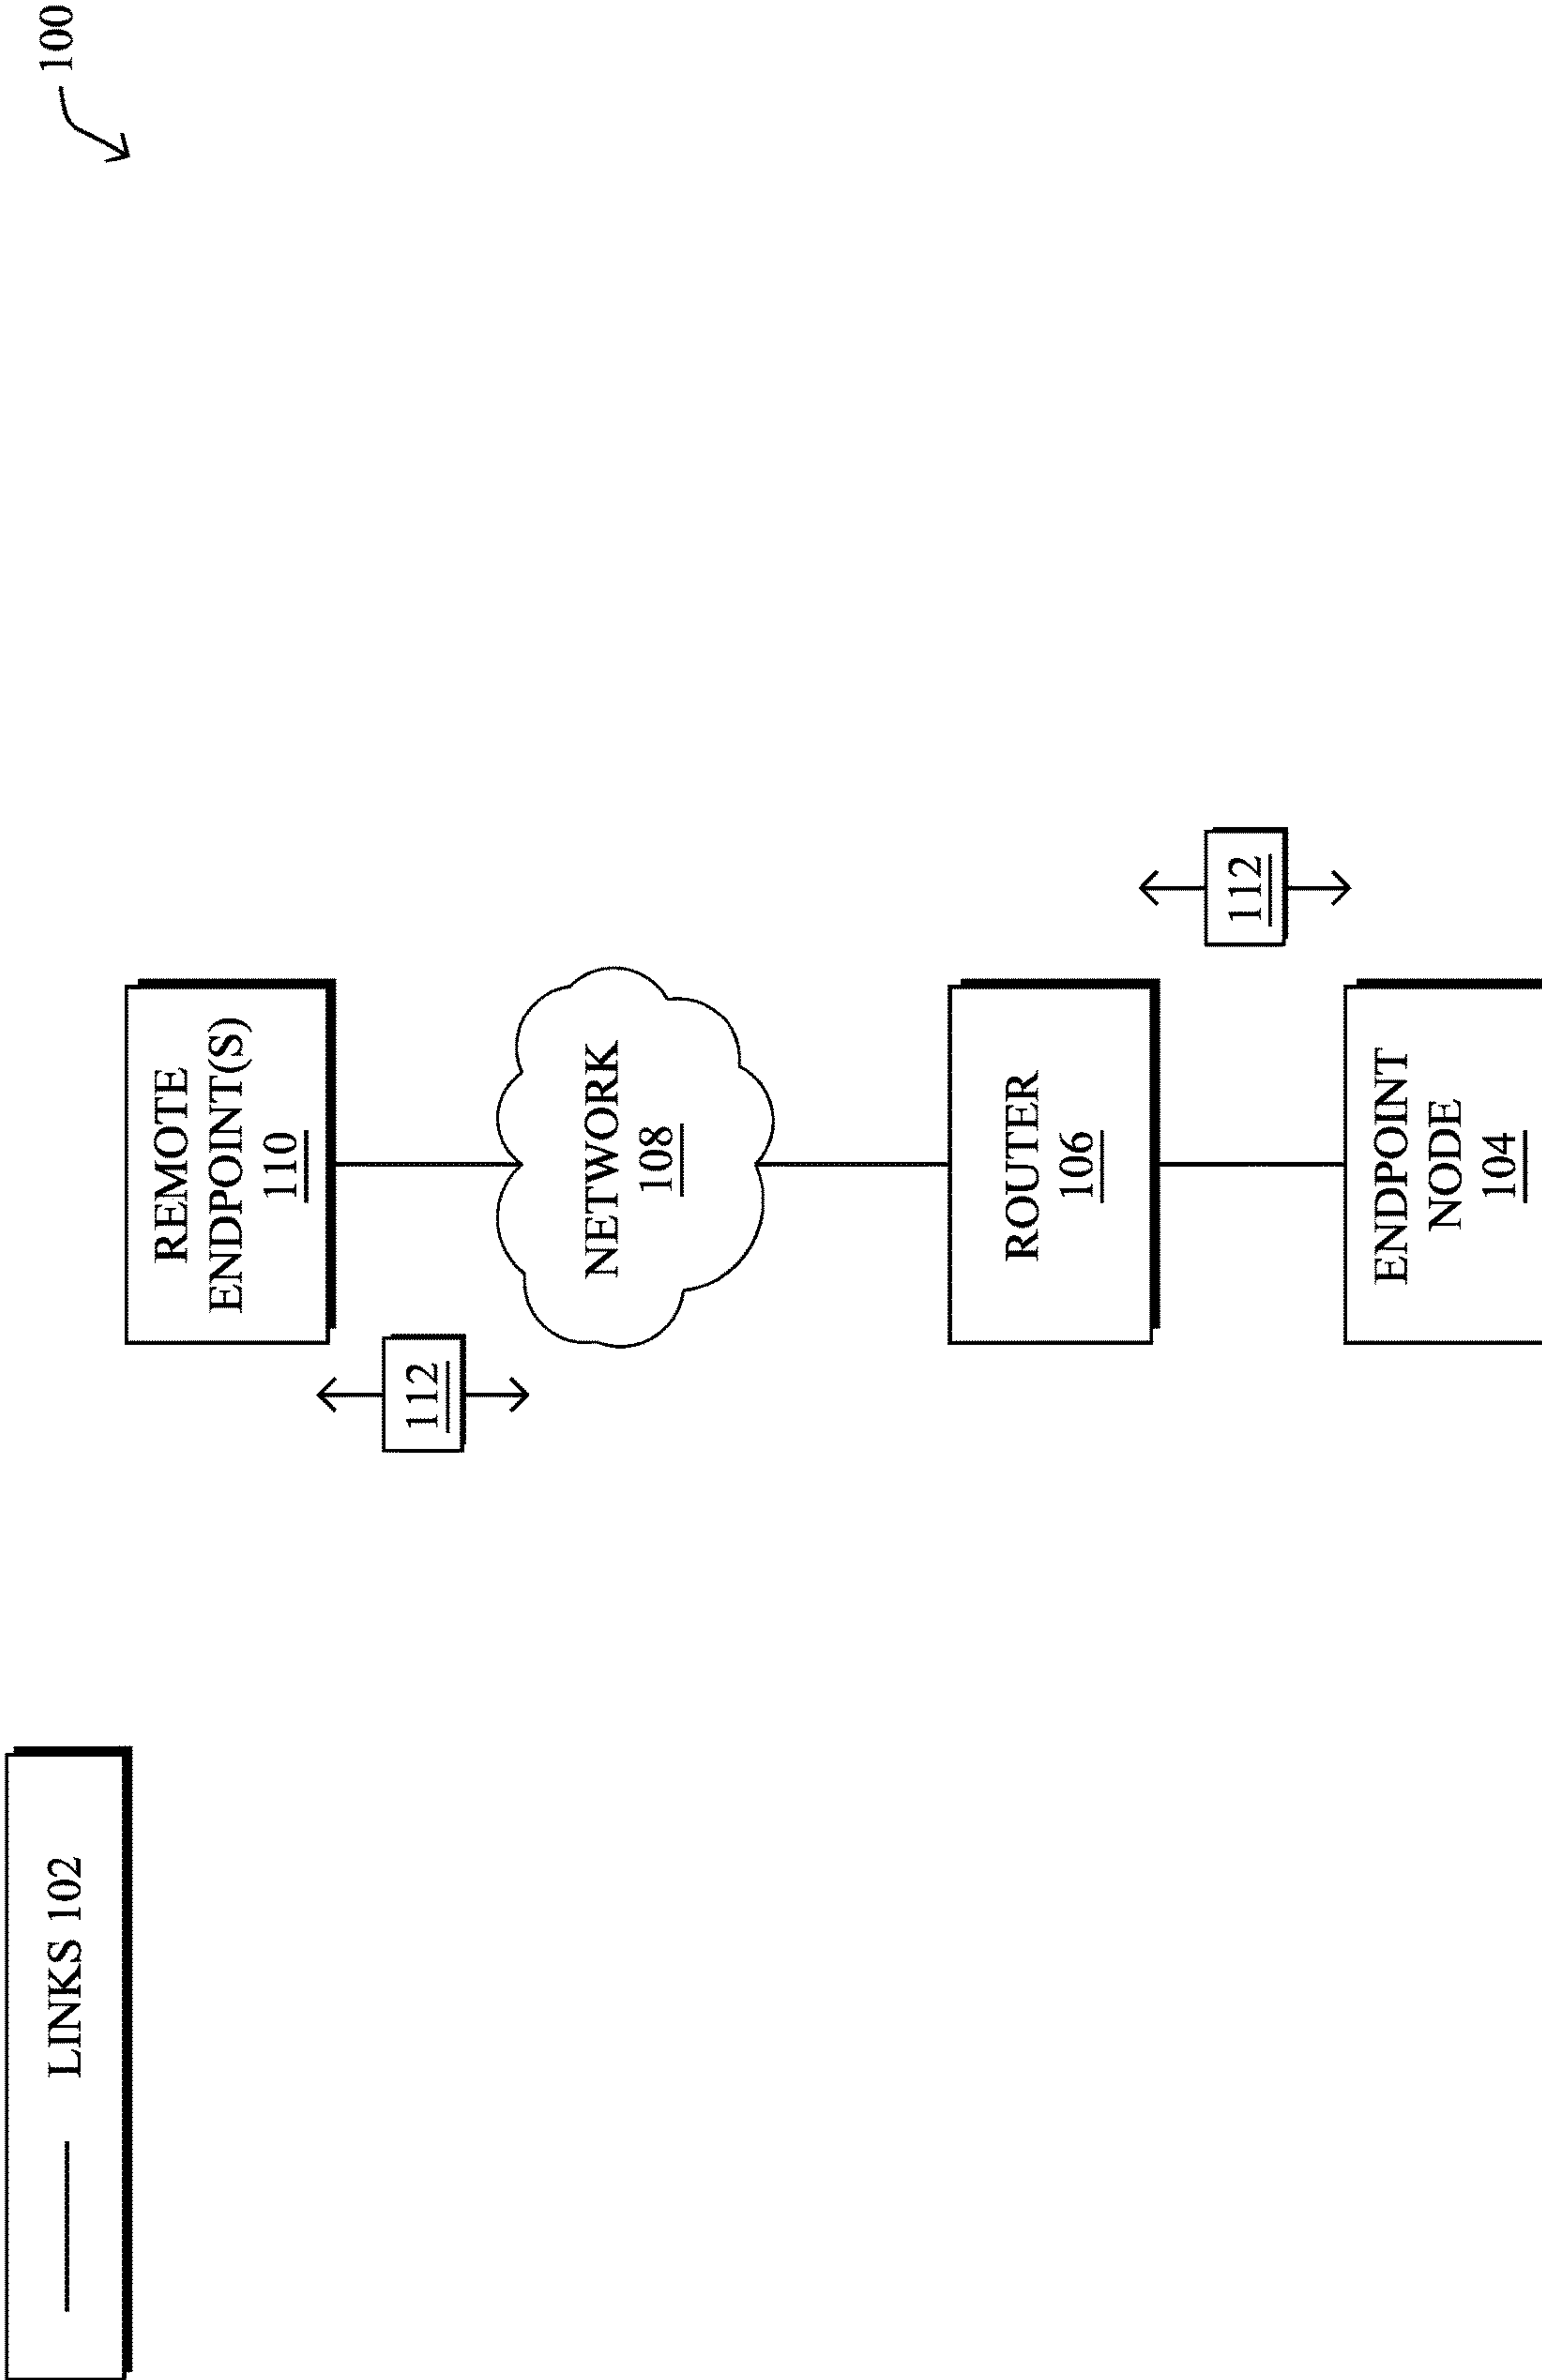 LINKS 102
100
REMOTE
ENDPOINT(S)
110
112
NETWORK
108
ROUTER
106
112
ENDPOINT
NODE
104